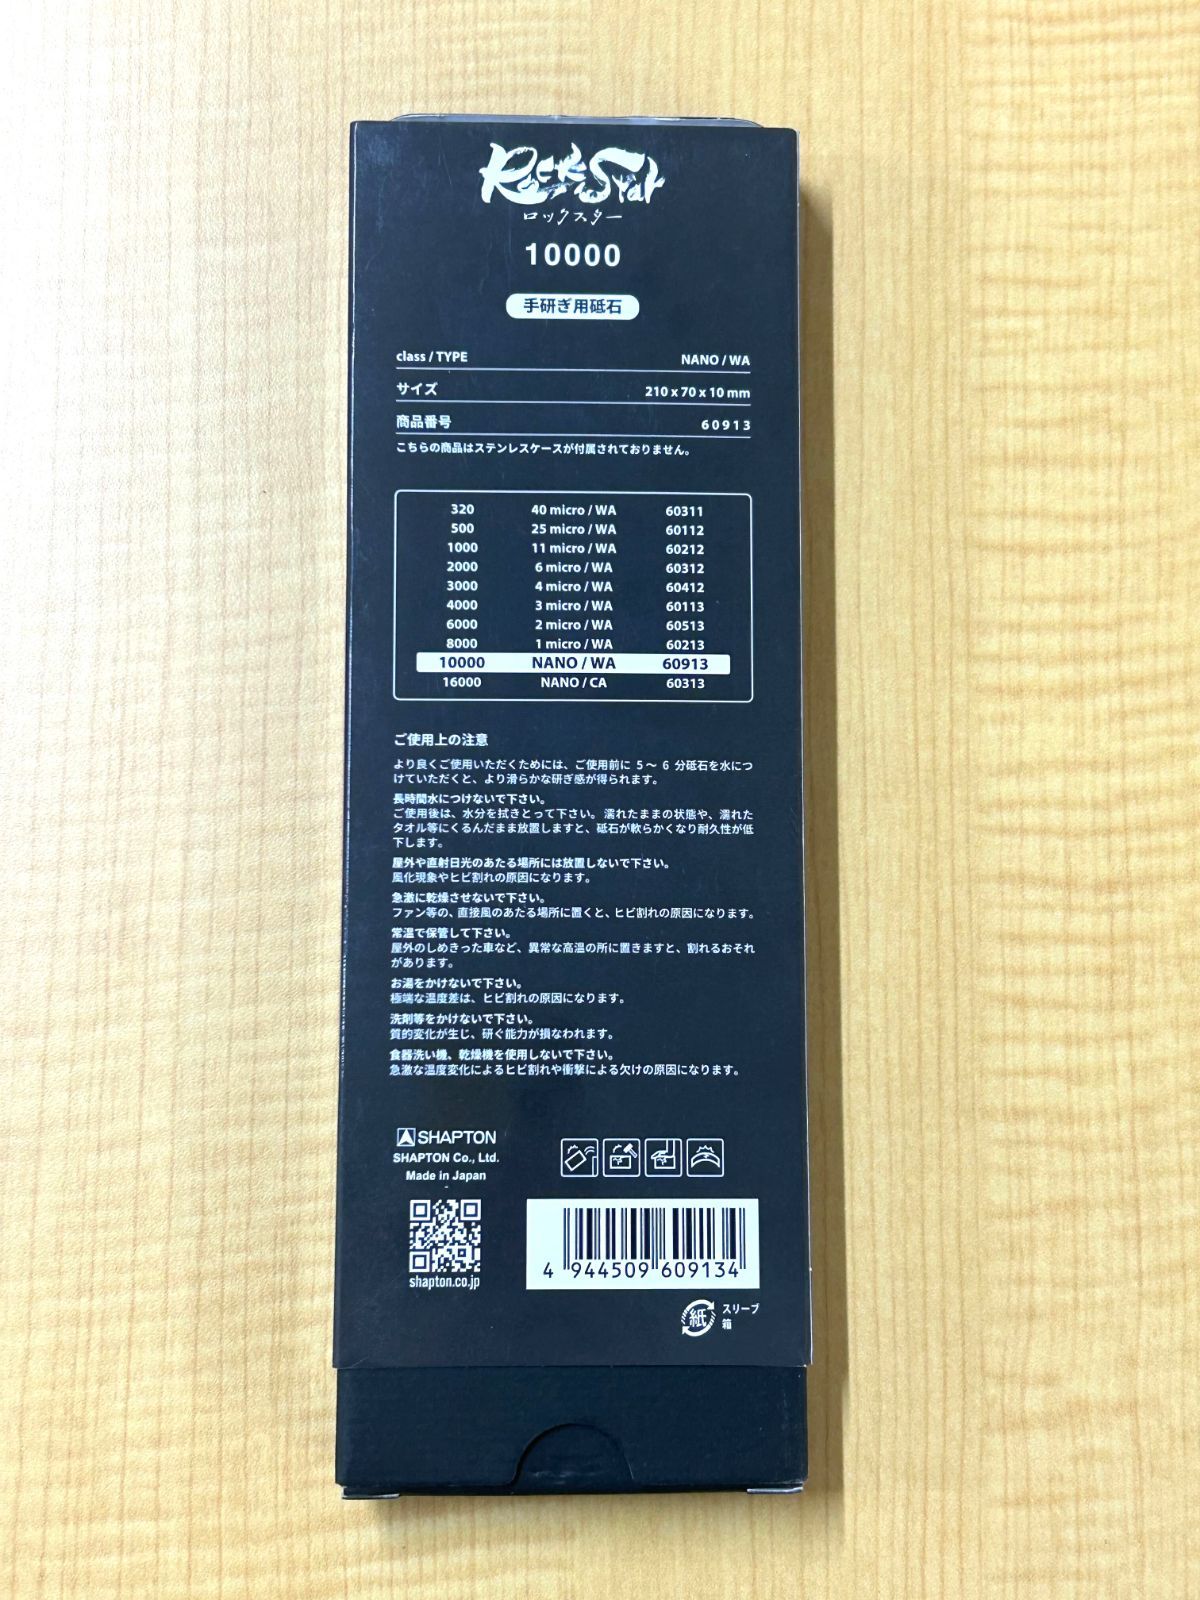 Rock Star
ロックスター
10000
手研ぎ用砥石
class / TYPE NANO / WA
サイズ 210 x 70 x 10 mm
商品番号 60913
こちらの商品はステンレスケースが付属されておりません。
320 40 micro / WA 60311
500 25 micro / WA 60112
1000 11 micro / WA 60212
2000 6 micro / WA 60312
3000 4 micro / WA 60412
4000 3 micro / WA 60113
6000 2 micro / WA 60513
8000 1 micro / WA 60213
10000 NANO / WA 60913
16000 NANO / CA 60313
ご使用上の注意
より良くご使用いただくためには、ご使用前に 5～6 分砥石を水につ
けていただくと、より滑らかな研ぎ感が得られます。
長時間水につけないで下さい。
ご使用後は、水分を拭きとって下さい。濡れたままの状態や、濡れた
タオル等にくるんだまま放置しますと、砥石が軟らかくなり耐久性が低
下します。
屋外や直射日光のあたる場所には放置しないで下さい。
風化現象やヒビ割れの原因になります。
急激に乾燥させないで下さい。
ファン等の、直接風のあたる場所に置くと、ヒビ割れの原因になります。
常温で保管して下さい。
屋外のしめきった車など、異常な高温の所に置きますと、割れるおそれ
があります。
お湯をかけないで下さい。
極端な温度差は、ヒビ割れの原因になります。
洗剤等をかけないで下さい。
質的変化が生じ、研ぐ能力が損なわれます。
食器洗い機、乾燥機を使用しないで下さい。
急激な温度変化によるヒビ割れや衝撃による欠けの原因になります。
SHAPTON
SHAPTON Co., Ltd.
Made in Japan
shapton.co.jp
4 944509 609134
紙 スリーブ
箱